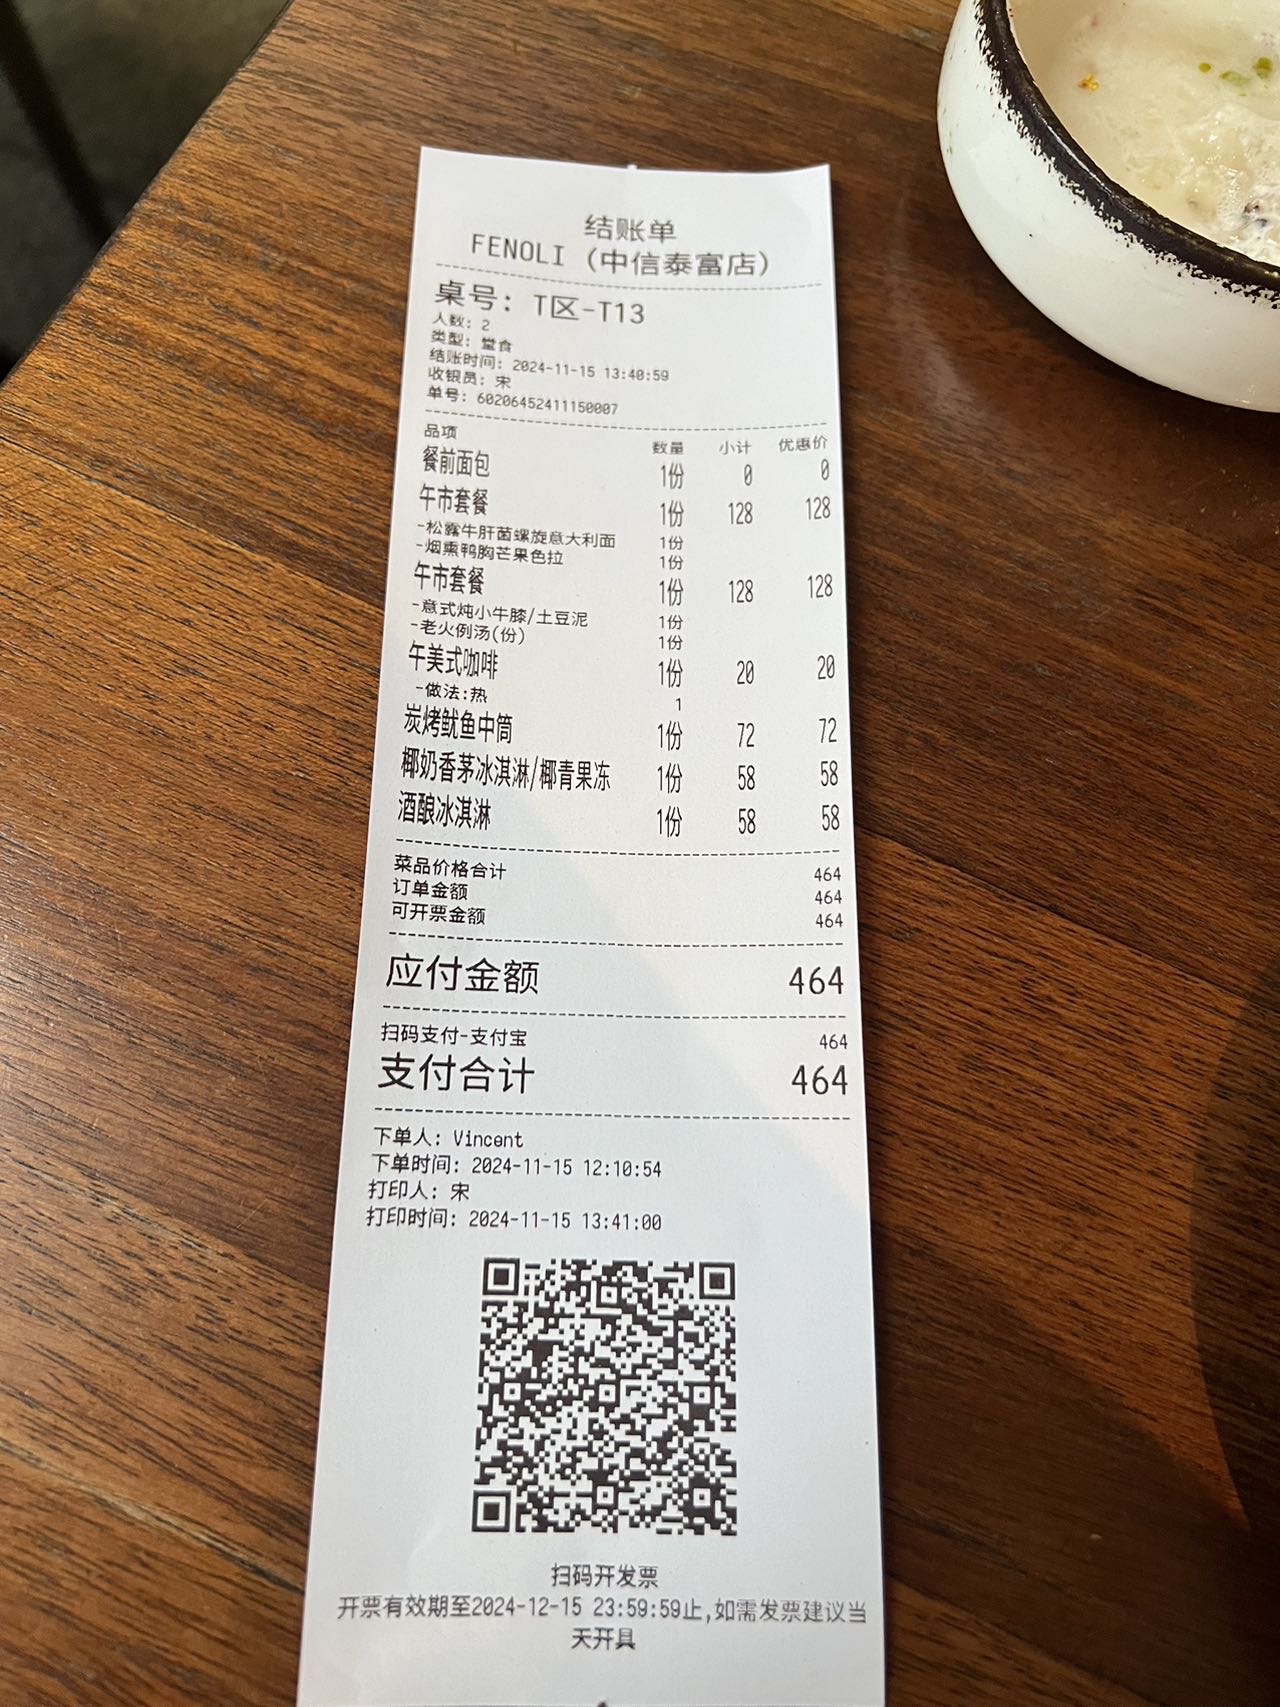 结账单
FENOLI (中信泰富店)
桌号: T区-T13
人数: 2
类型: 堂食
结账时间: 2024-11-15 13:40:59
收银员: 宋
单号: 60206452411150007
品项 数量 小计 优惠价
餐前面包 1份 0 0
午市套餐 1份 128 128
-松露牛肝菌螺旋意大利面 1份
-烟熏鸭胸芒果色拉 1份
午市套餐 1份 128 128
-意式炖小牛膝/土豆泥 1份
-老火例汤(份) 1份
午美式咖啡 1份 20 20
-做法:热 1
炭烤鱿鱼中筒 1份 72 72
椰奶香茅冰淇淋/椰青果冻 1份 58 58
酒酿冰淇淋 1份 58 58
菜品价格合计 464
订单金额 464
可开票金额 464
应付金额 464
扫码支付-支付宝 464
支付合计 464
下单人: Vincent
下单时间: 2024-11-15 12:10:54
打印人: 宋
打印时间: 2024-11-15 13:41:00
扫码开发票
开票有效期至2024-12-15 23:59:59止,如需发票建议当
天开具